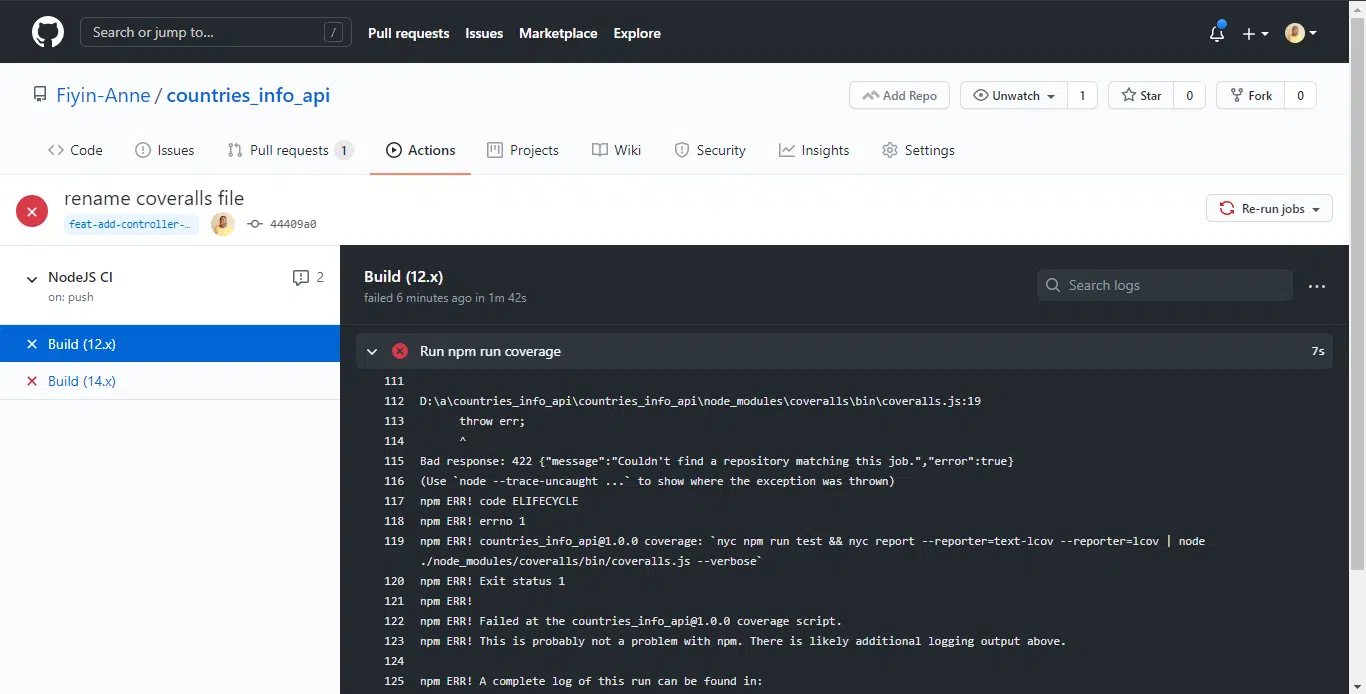 Search or jump to... /
Pull requests Issues Marketplace Explore
Fiyin-Anne / countries_info_api
Add Repo Unwatch 1 Star 0 Fork 0
Code Issues Pull requests 1 Actions Projects Wiki Security Insights Settings
rename coveralls file
feat-add-controller-… 44409a0
Re-run jobs
NodeJS CI 2
on: push
Build (12.x)
Build (14.x)
Build (12.x)
failed 6 minutes ago in 1m 42s
Search logs
Run npm run coverage 7s
111
112 D:\a\countries_info_api\countries_info_api\node_modules\coveralls\bin\coveralls.js:19
113 throw err;
114 ^
115 Bad response: 422 {"message":"Couldn't find a repository matching this job.","error":true}
116 (Use `node --trace-uncaught ...` to show where the exception was thrown)
117 npm ERR! code ELIFECYCLE
118 npm ERR! errno 1
119 npm ERR! countries_info_api@1.0.0 coverage: `nyc npm run test && nyc report --reporter=text-lcov --reporter=lcov | node
./node_modules/coveralls/bin/coveralls.js --verbose`
120 npm ERR! Exit status 1
121 npm ERR!
122 npm ERR! Failed at the countries_info_api@1.0.0 coverage script.
123 npm ERR! This is probably not a problem with npm. There is likely additional logging output above.
124
125 npm ERR! A complete log of this run can be found in: